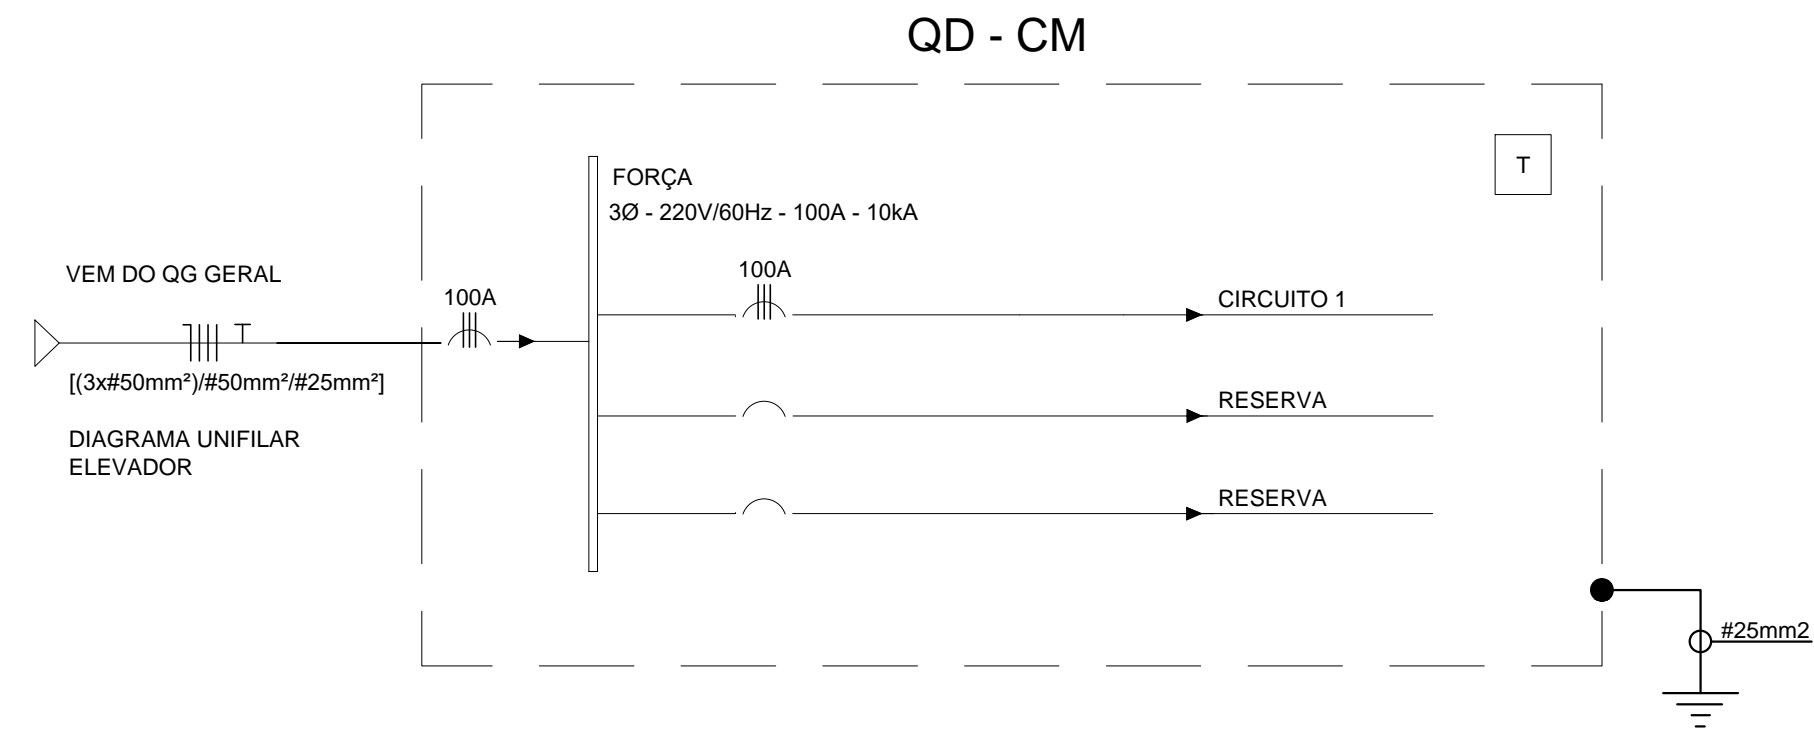 QD - CM
T
FORÇA
3Ø - 220V/60Hz - 100A - 10kA
VEM DO QG GERAL
100A
100A
CIRCUITO 1
T
[(3x#50mm²)/#50mm²/#25mm²]
RESERVA
DIAGRAMA UNIFILAR
ELEVADOR
RESERVA
#25mm2